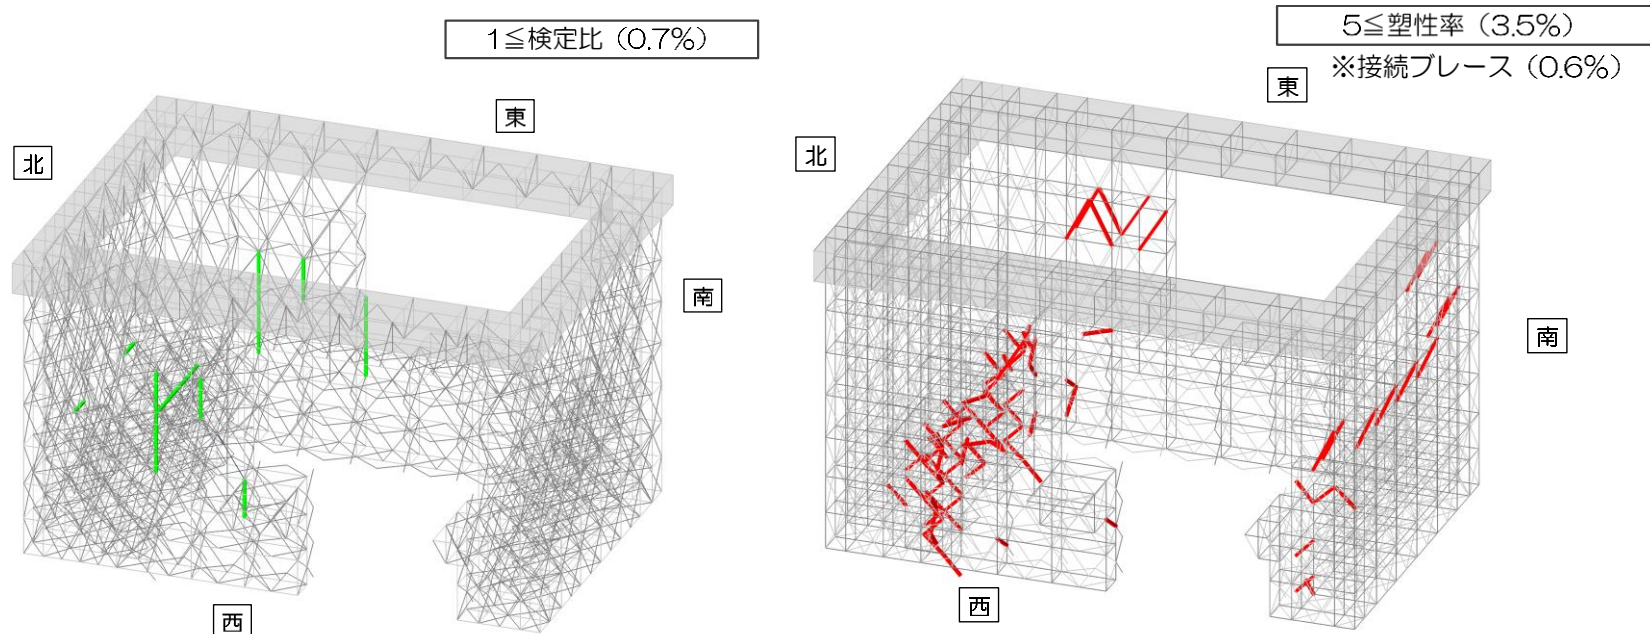 1≦検定比（0.7%）
東
北
南
西
5≦塑性率（3.5%）
※接続ブレース（0.6%）
東
北
南
西